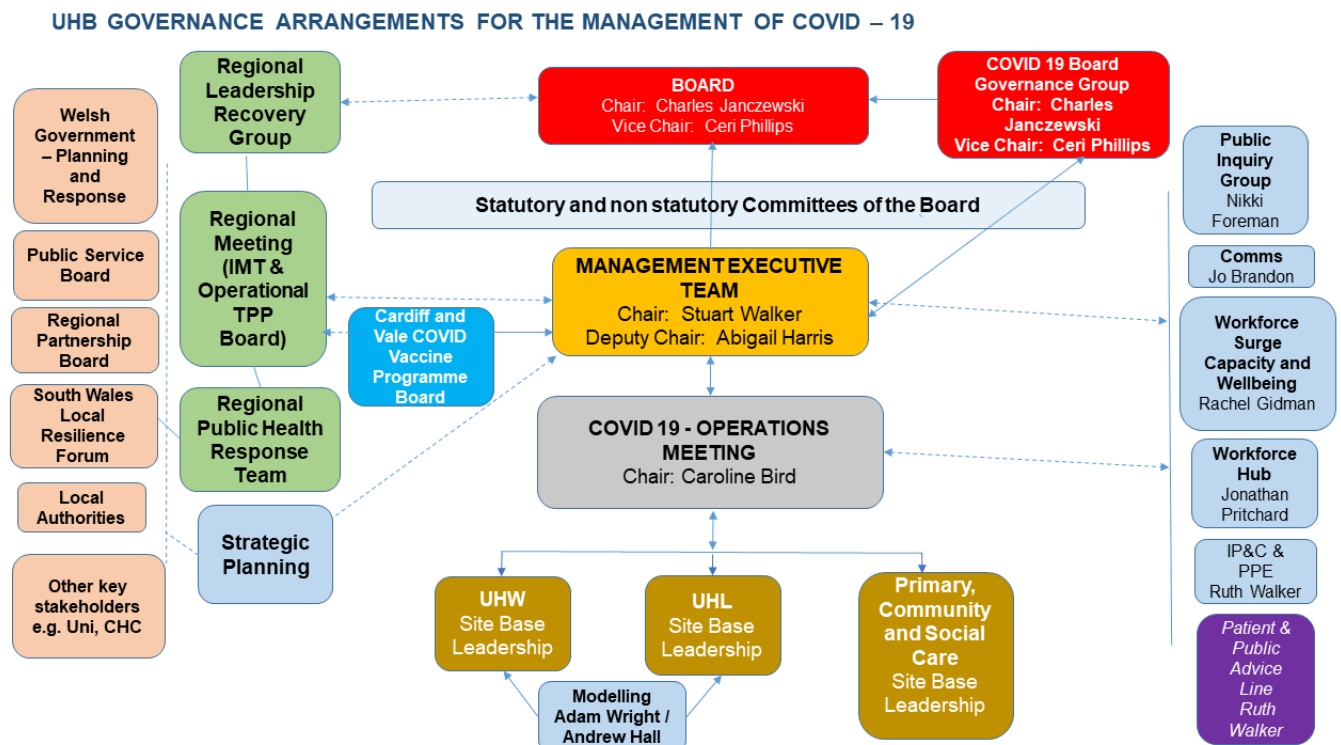 UHB GOVERNANCE ARRANGEMENTS FOR THE MANAGEMENT OF COVID – 19
Welsh
Government
– Planning
and
Response
Public Service
Board
Regional
Partnership
Board
South Wales
Local
Resilience
Forum
Local
Authorities
Other key
stakeholders
e.g. Uni, CHC
Regional
Leadership
Recovery
Group
Regional
Meeting
(IMT &
Operational
TPP
Board)
Regional
Public Health
Response
Team
Strategic
Planning
Cardiff and
Vale COVID
Vaccine
Programme
Board
BOARD
Chair: Charles Janczewski
Vice Chair: Ceri Phillips
COVID 19 Board
Governance Group
Chair: Charles
Janczewski
Vice Chair: Ceri Phillips
Statutory and non statutory Committees of the Board
MANAGEMENT EXECUTIVE
TEAM
Chair: Stuart Walker
Deputy Chair: Abigail Harris
COVID 19 - OPERATIONS
MEETING
Chair: Caroline Bird
UHW
Site Base
Leadership
UHL
Site Base
Leadership
Primary,
Community
and Social
Care
Site Base
Leadership
Modelling
Adam Wright /
Andrew Hall
Public
Inquiry
Group
Nikki
Foreman
Comms
Jo Brandon
Workforce
Surge
Capacity and
Wellbeing
Rachel Gidman
Workforce
Hub
Jonathan
Pritchard
IP&C &
PPE
Ruth Walker
Patient &
Public
Advice
Line
Ruth
Walker